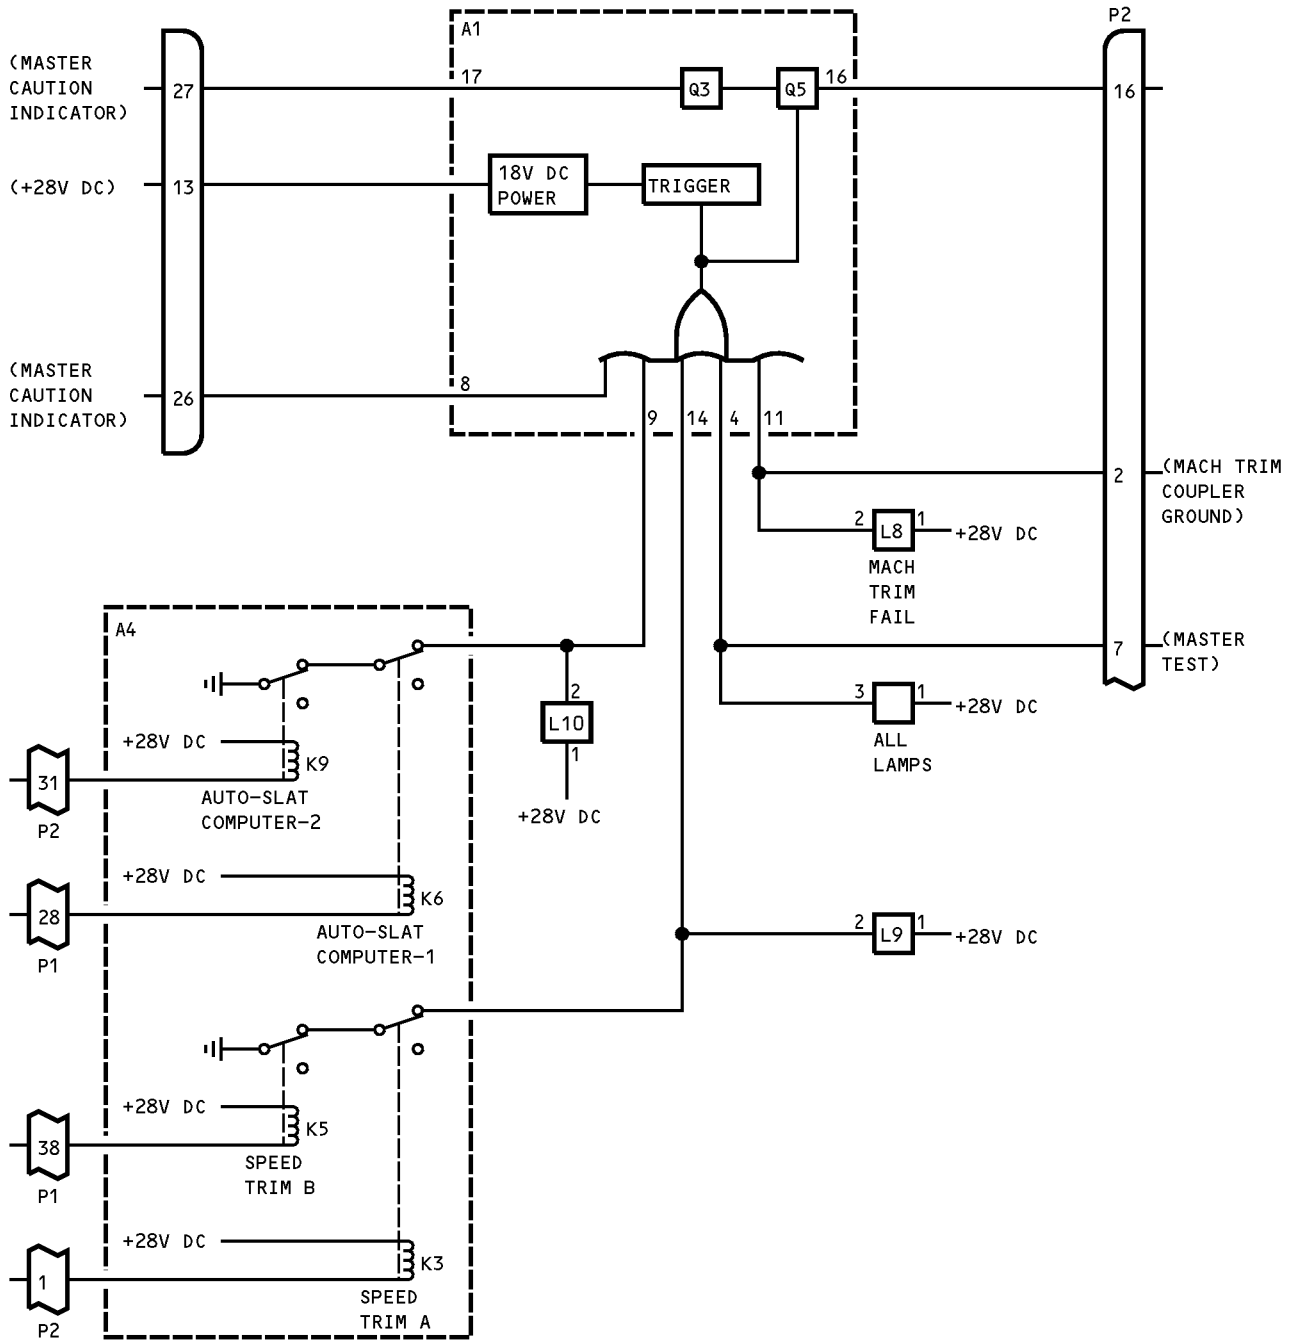 P2
A1
(MASTER
CAUTION
INDICATOR)
27
17
Q3
Q5
16
16
(+28V DC)
13
18V DC
POWER
TRIGGER
(MASTER
CAUTION
INDICATOR)
26
8
9
14
4
11
2
(MACH TRIM
COUPLER
GROUND)
2
L8
1
+28V DC
MACH
TRIM
FAIL
A4
7
(MASTER
TEST)
3
1
+28V DC
ALL
LAMPS
2
L10
1
+28V DC
+28V DC
K9
31
P2
AUTO-SLAT
COMPUTER-2
+28V DC
K6
28
P1
AUTO-SLAT
COMPUTER-1
2
L9
1
+28V DC
+28V DC
K5
38
P1
SPEED
TRIM B
+28V DC
K3
1
P2
SPEED
TRIM A